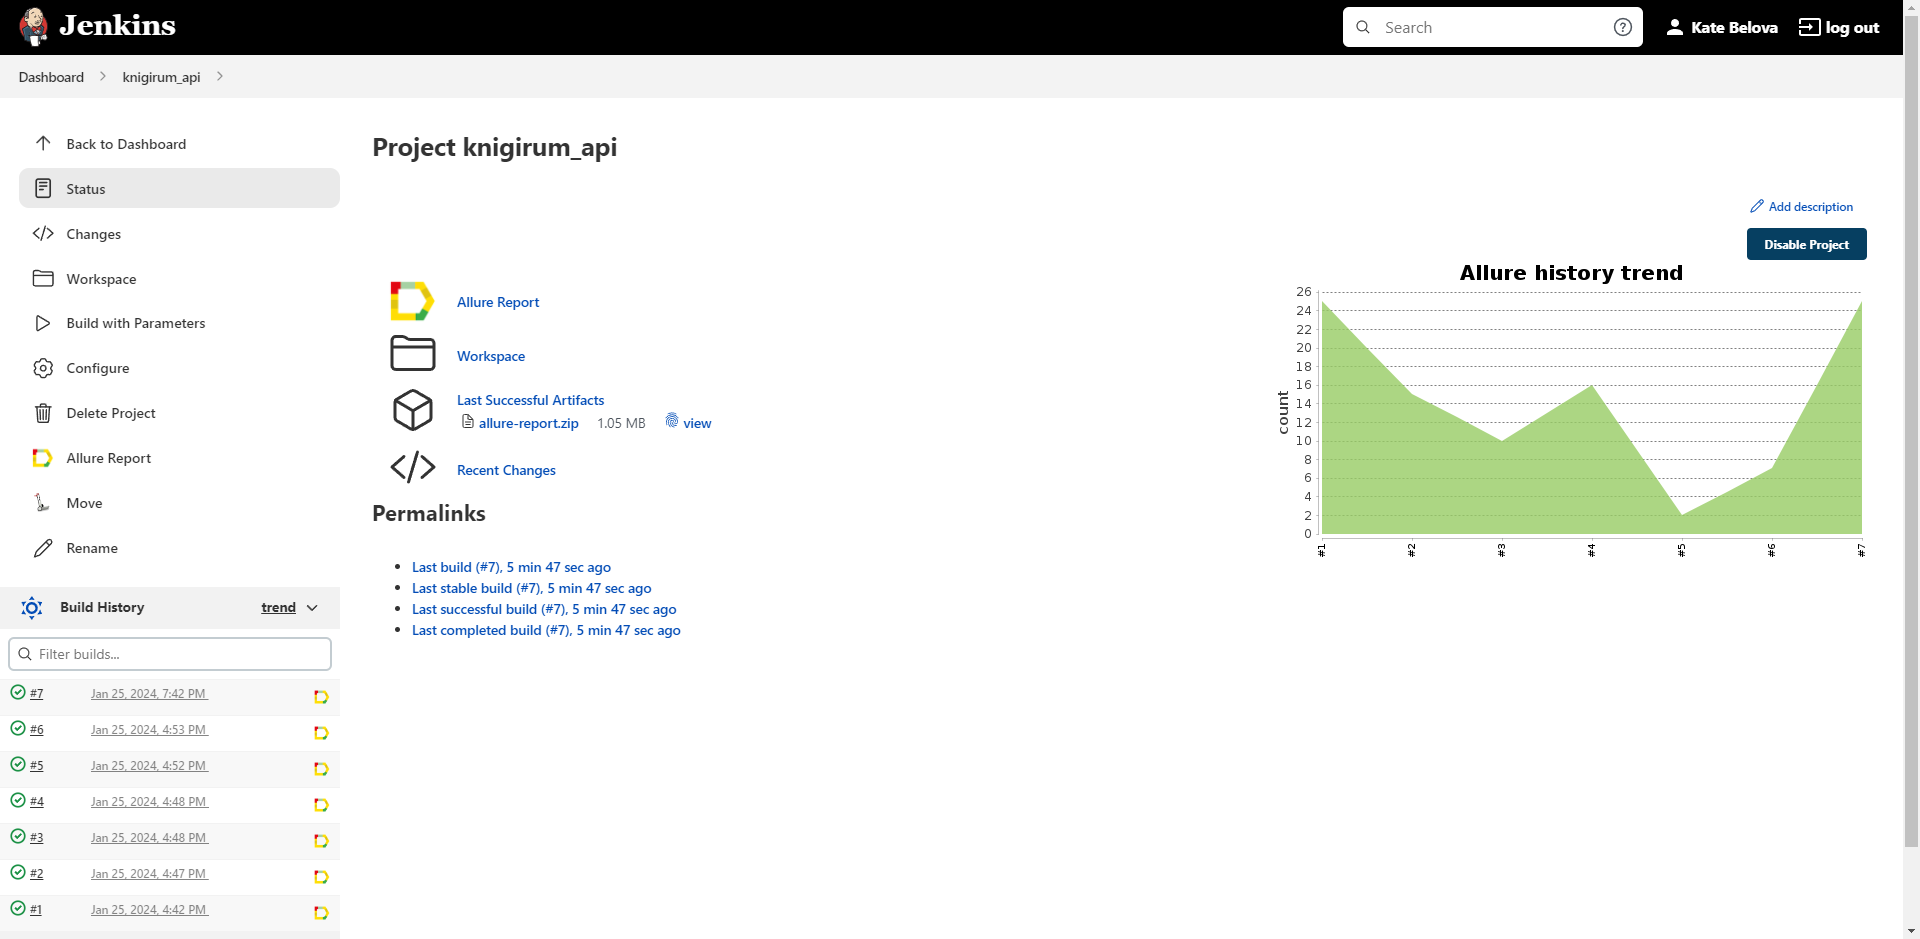 Jenkins
Search
Kate Belova
log out
Dashboard
knigirum_api
Back to Dashboard
Status
Changes
Workspace
Build with Parameters
Configure
Delete Project
Allure Report
Move
Rename
Build History
trend
Filter builds...
#7 Jan 25, 2024, 7:42 PM
#6 Jan 25, 2024, 4:53 PM
#5 Jan 25, 2024, 4:52 PM
#4 Jan 25, 2024, 4:48 PM
#3 Jan 25, 2024, 4:48 PM
#2 Jan 25, 2024, 4:47 PM
#1 Jan 25, 2024, 4:42 PM
Project knigirum_api
Add description
Disable Project
Allure Report
Workspace
Last Successful Artifacts
allure-report.zip 1.05 MB view
Recent Changes
Permalinks
Last build (#7), 5 min 47 sec ago
Last stable build (#7), 5 min 47 sec ago
Last successful build (#7), 5 min 47 sec ago
Last completed build (#7), 5 min 47 sec ago
Allure history trend
count
26
24
22
20
18
16
14
12
10
8
6
4
2
0
#1
#2
#3
#4
#5
#6
#7